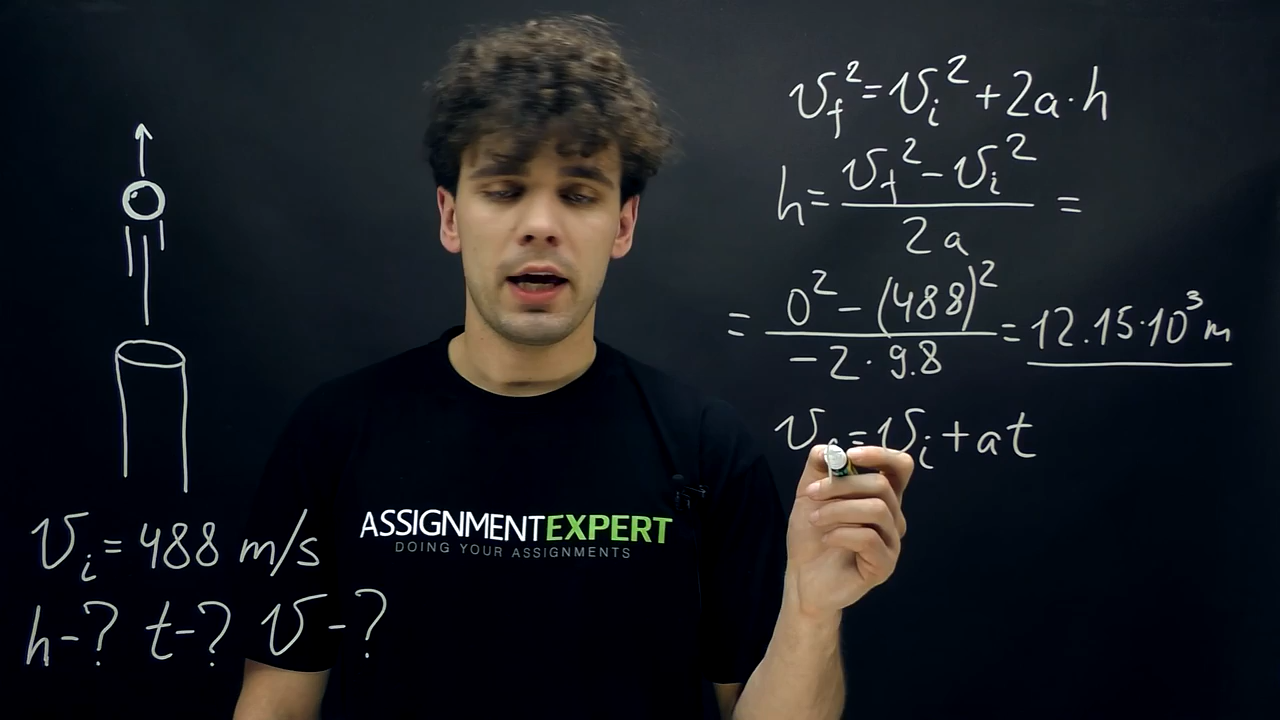 v_i = 488 m/s
h-? t-? v-?
ASSIGNMENTEXPERT
DOING YOUR ASSIGNMENTS
v_f² = v_i² + 2a·h
h = (v_f² - v_i²) / 2a =
= (0² - (488)²) / (-2·9.8) = 12.15·10³ m
v = v_i + at